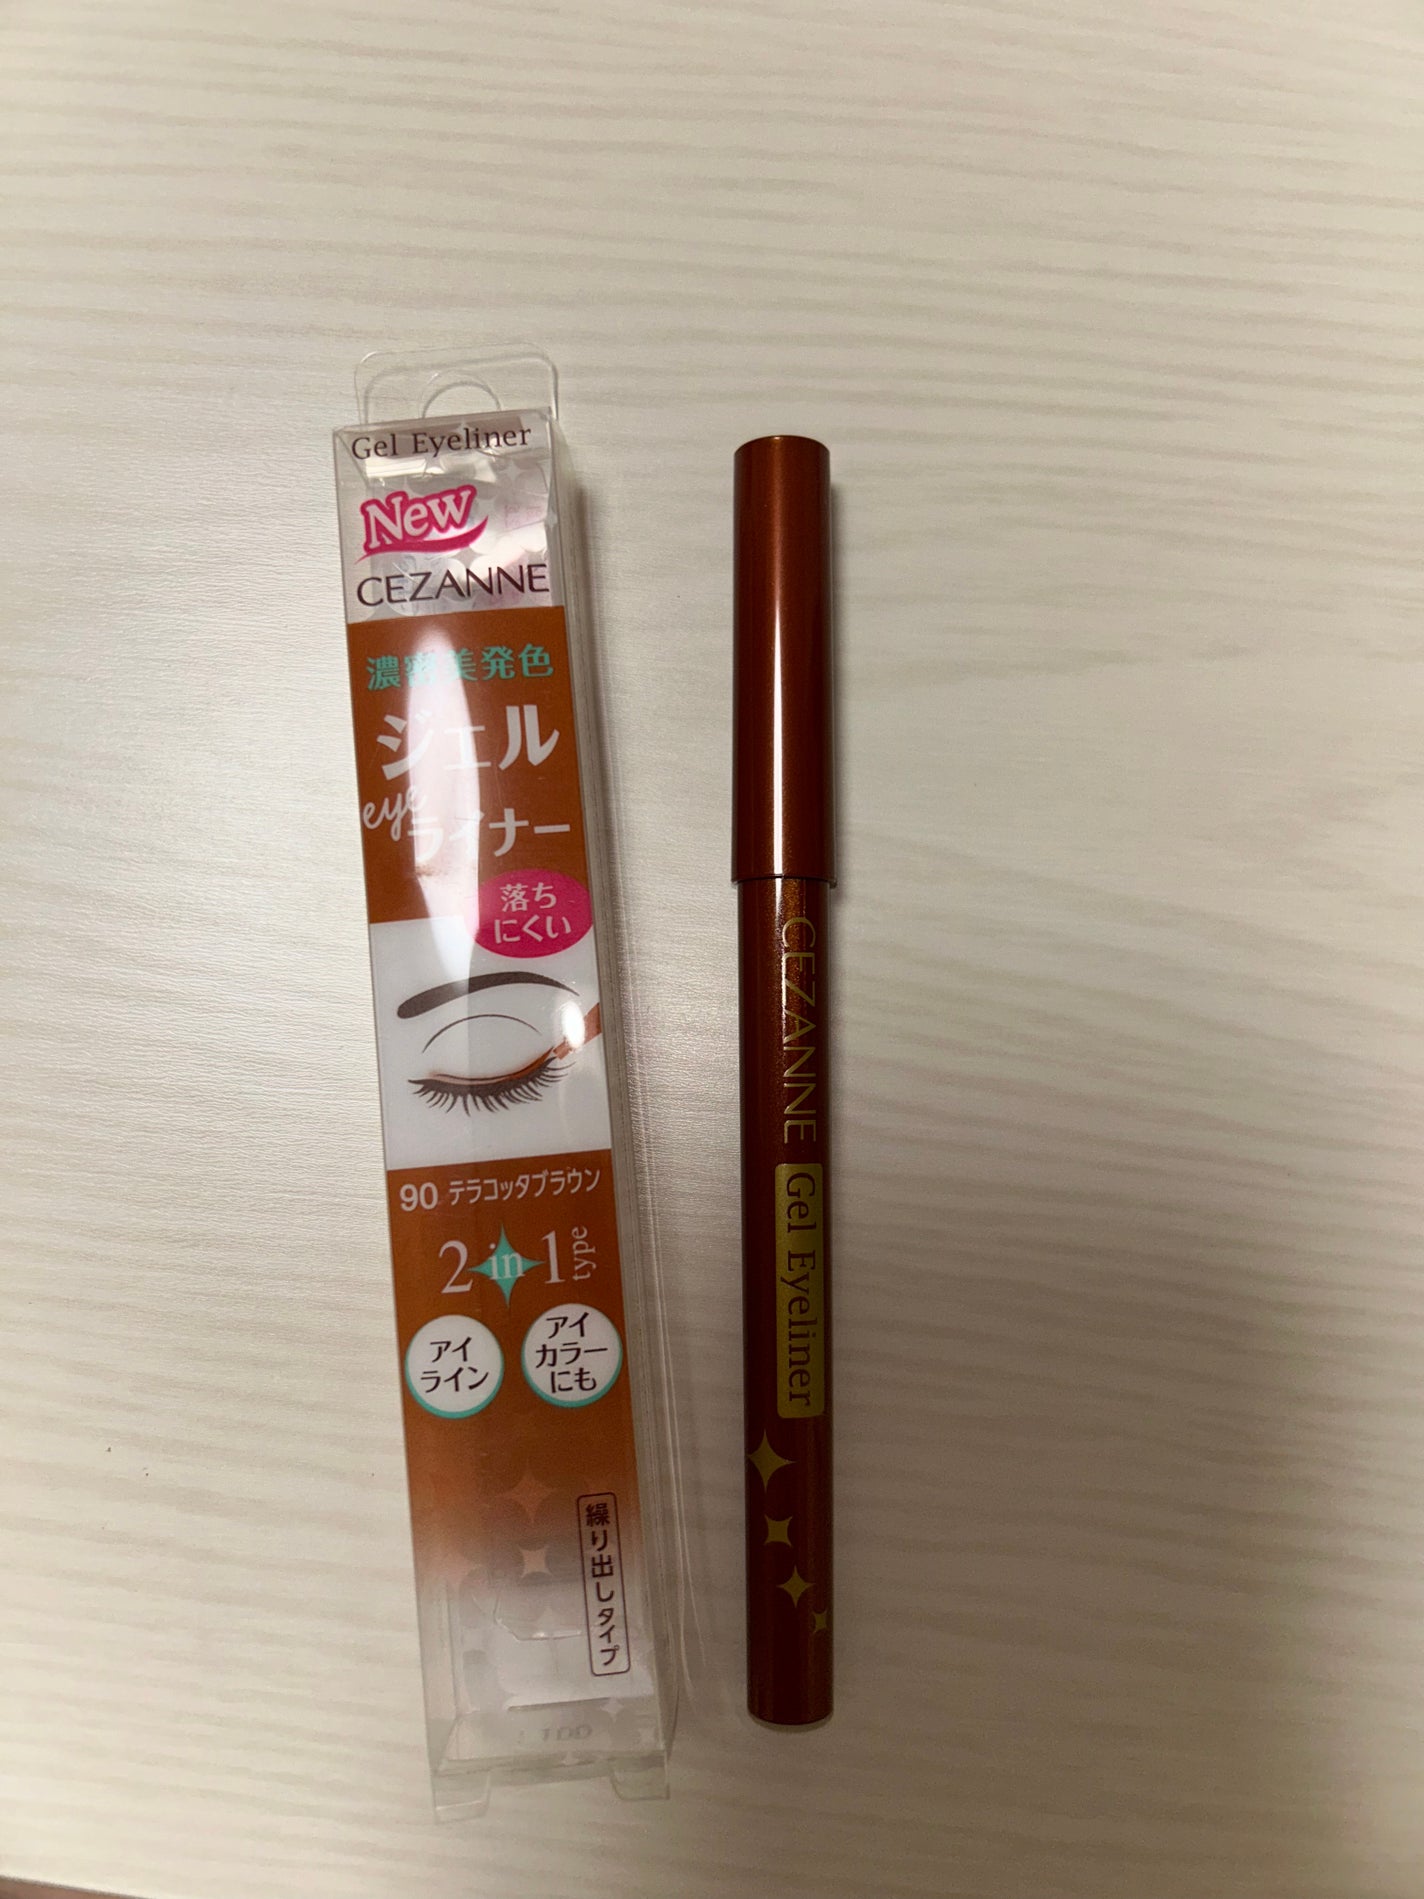 Gel Eyeliner
New
CEZANNE
濃密美発色
ジェル
eye
ライナー
落ち
にくい
90 テラコッタブラウン
2 in 1 type
アイ
ライン
アイ
カラー
にも
繰り出しタイプ
CEZANNE Gel Eyeliner